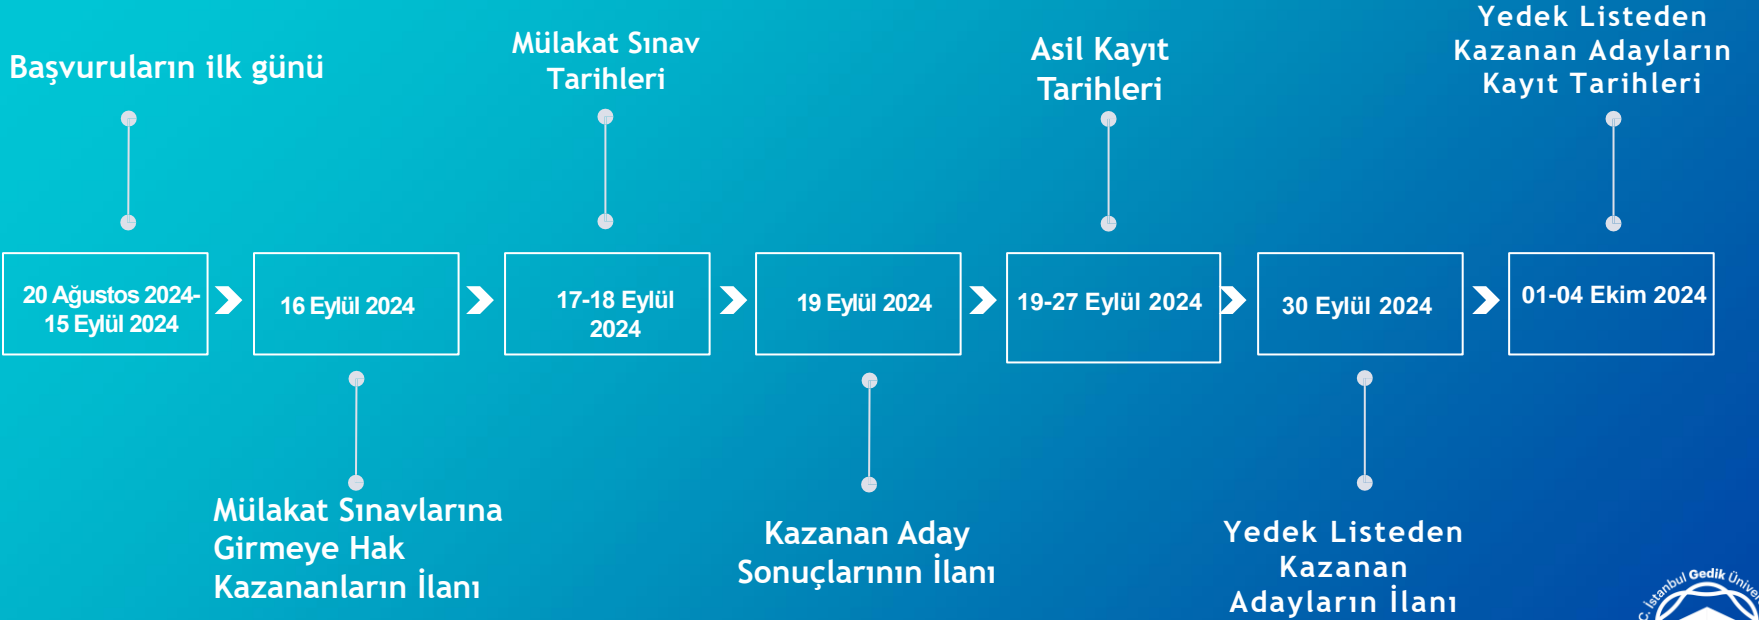 Başvuruların ilk günü
Mülakat Sınav
Tarihleri
Asil Kayıt
Tarihleri
Yedek Listeden
Kazanan Adayların
Kayıt Tarihleri
20 Ağustos 2024-
15 Eylül 2024
16 Eylül 2024
17-18 Eylül
2024
19 Eylül 2024
19-27 Eylül 2024
30 Eylül 2024
01-04 Ekim 2024
Mülakat Sınavlarına
Girmeye Hak
Kazananların İlanı
Kazanan Aday
Sonuçlarının İlanı
Yedek Listeden
Kazanan
Adayların İlanı
İstanbul Gedik